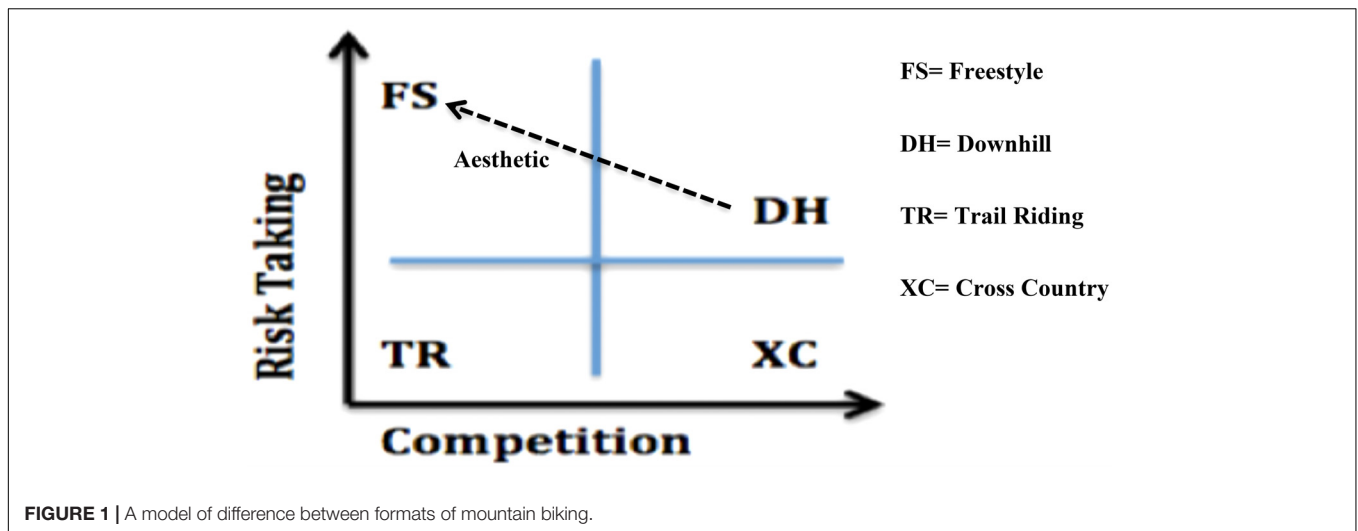 FS
Aesthetic
DH
TR
XC
Risk Taking
Competition
FS= Freestyle
DH= Downhill
TR= Trail Riding
XC= Cross Country
FIGURE 1 | A model of difference between formats of mountain biking.